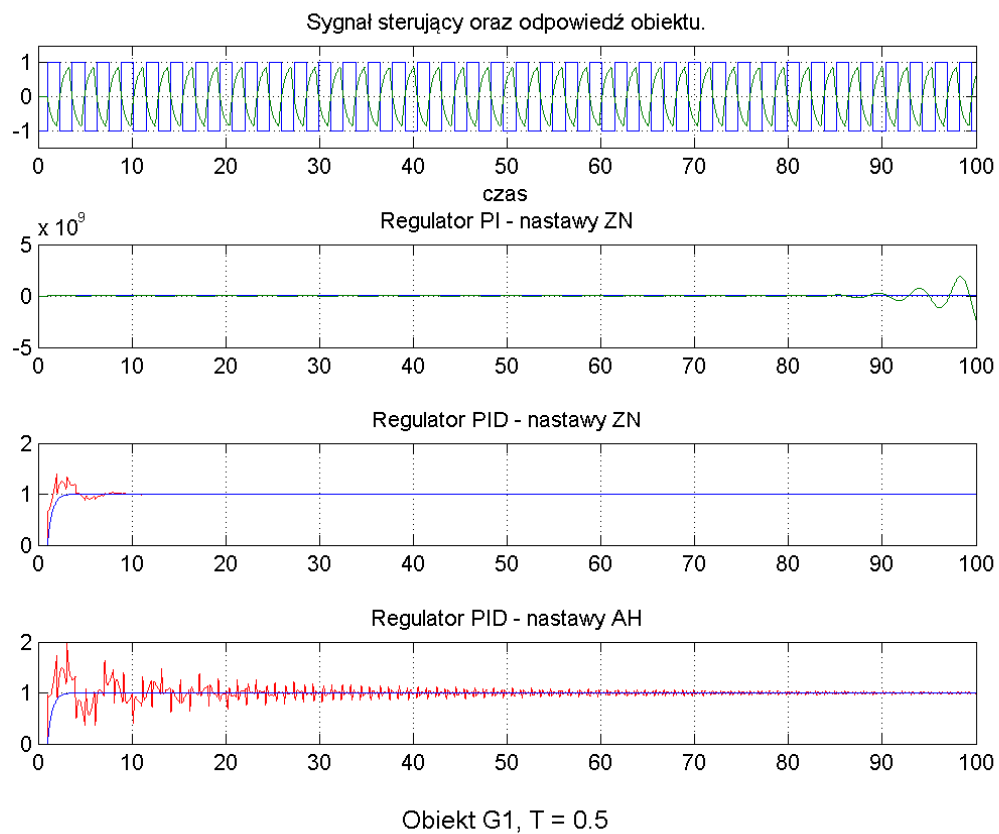 Sygnał sterujący oraz odpowiedź obiektu.
1
0
-1
0 10 20 30 40 50 60 70 80 90 100
czas
x 10^9
Regulator PI - nastawy ZN
5
0
-5
0 10 20 30 40 50 60 70 80 90 100
Regulator PID - nastawy ZN
2
1
0
0 10 20 30 40 50 60 70 80 90 100
Regulator PID - nastawy AH
2
1
0
0 10 20 30 40 50 60 70 80 90 100
Obiekt G1, T = 0.5